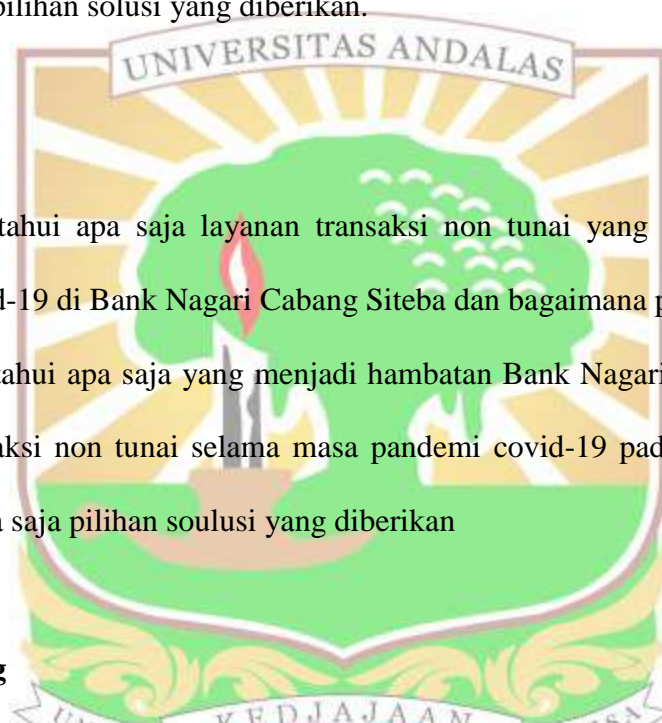 pilihan solusi yang diberikan.
UNIVERSITAS ANDALAS
tahui apa saja layanan transaksi non tunai yang
d-19 di Bank Nagari Cabang Siteba dan bagaimana p
tahui apa saja yang menjadi hambatan Bank Nagari
aksi non tunai selama masa pandemi covid-19 pad
a saja pilihan soulusi yang diberikan
g
KEDJAJAAN